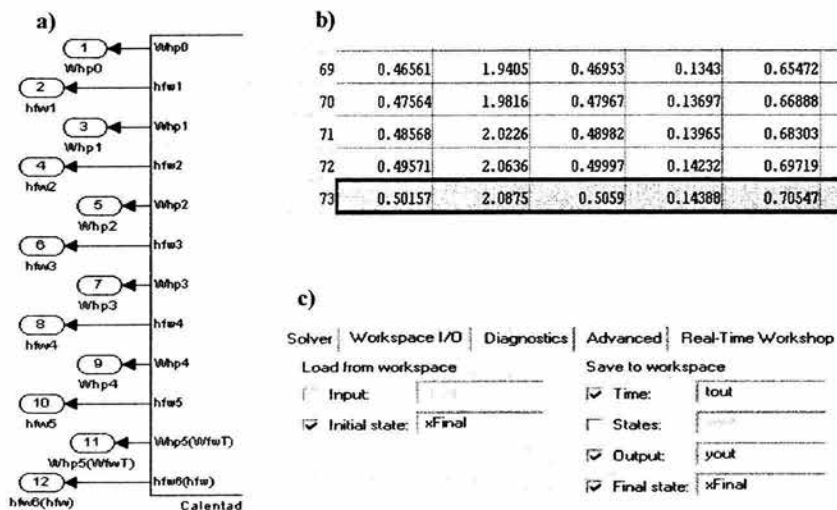 a)
1 Whp0
Whp0
2 hfw1
hfw1
3 Whp1
Whp1
4 hfw2
hfw2
5 Whp2
Whp2
6 hfw3
hfw3
7 Whp3
Whp3
8 hfw4
hfw4
9 Whp4
Whp4
10 hfw5
hfw5
11 Whp5(WfwT)
Whp5(WfwT)
12 hfw6(hfw)
hfw6(hfw)
Calentad
b)
69 0.46561 1.9405 0.46953 0.1343 0.65472
70 0.47564 1.9816 0.47967 0.13697 0.66888
71 0.48568 2.0226 0.48982 0.13965 0.68303
72 0.49571 2.0636 0.49997 0.14232 0.69719
73 0.50157 2.0875 0.5059 0.14388 0.70547
c)
Solver Workspace I/O Diagnostics Advanced Real-Time Workshop
Load from workspace Save to workspace
Input: Time: tout
Initial state: xFinal States:
Output: yout
Final state: xFinal